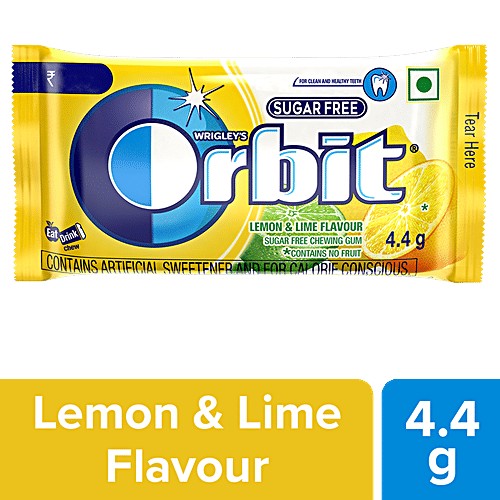 ₹
FOR CLEAN AND HEALTHY TEETH
SUGAR FREE
WRIGLEY'S
Orbit®
Tear Here
LEMON & LIME FLAVOUR
SUGAR FREE CHEWING GUM
*CONTAINS NO FRUIT
*
4.4 g
Eat Drink
chew
CONTAINS ARTIFICIAL SWEETENER AND FOR CALORIE CONSCIOUS.
Lemon & Lime
Flavour
4.4
g